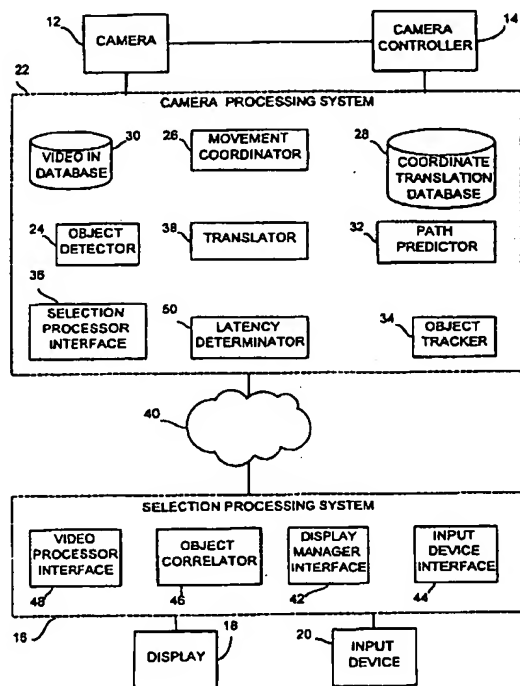 12
CAMERA
CAMERA
CONTROLLER
14
22
CAMERA PROCESSING SYSTEM
30
VIDEO IN
DATABASE
26
MOVEMENT
COORDINATOR
28
COORDINATE
TRANSLATION
DATABASE
24
OBJECT
DETECTOR
38
TRANSLATOR
32
PATH
PREDICTOR
36
SELECTION
PROCESSOR
INTERFACE
50
LATENCY
DETERMINATOR
34
OBJECT
TRACKER
40
SELECTION PROCESSING SYSTEM
VIDEO
PROCESSOR
INTERFACE
48
OBJECT
CORRELATOR
46
DISPLAY
MANAGER
INTERFACE
42
INPUT
DEVICE
INTERFACE
44
16
DISPLAY
18
20
INPUT
DEVICE